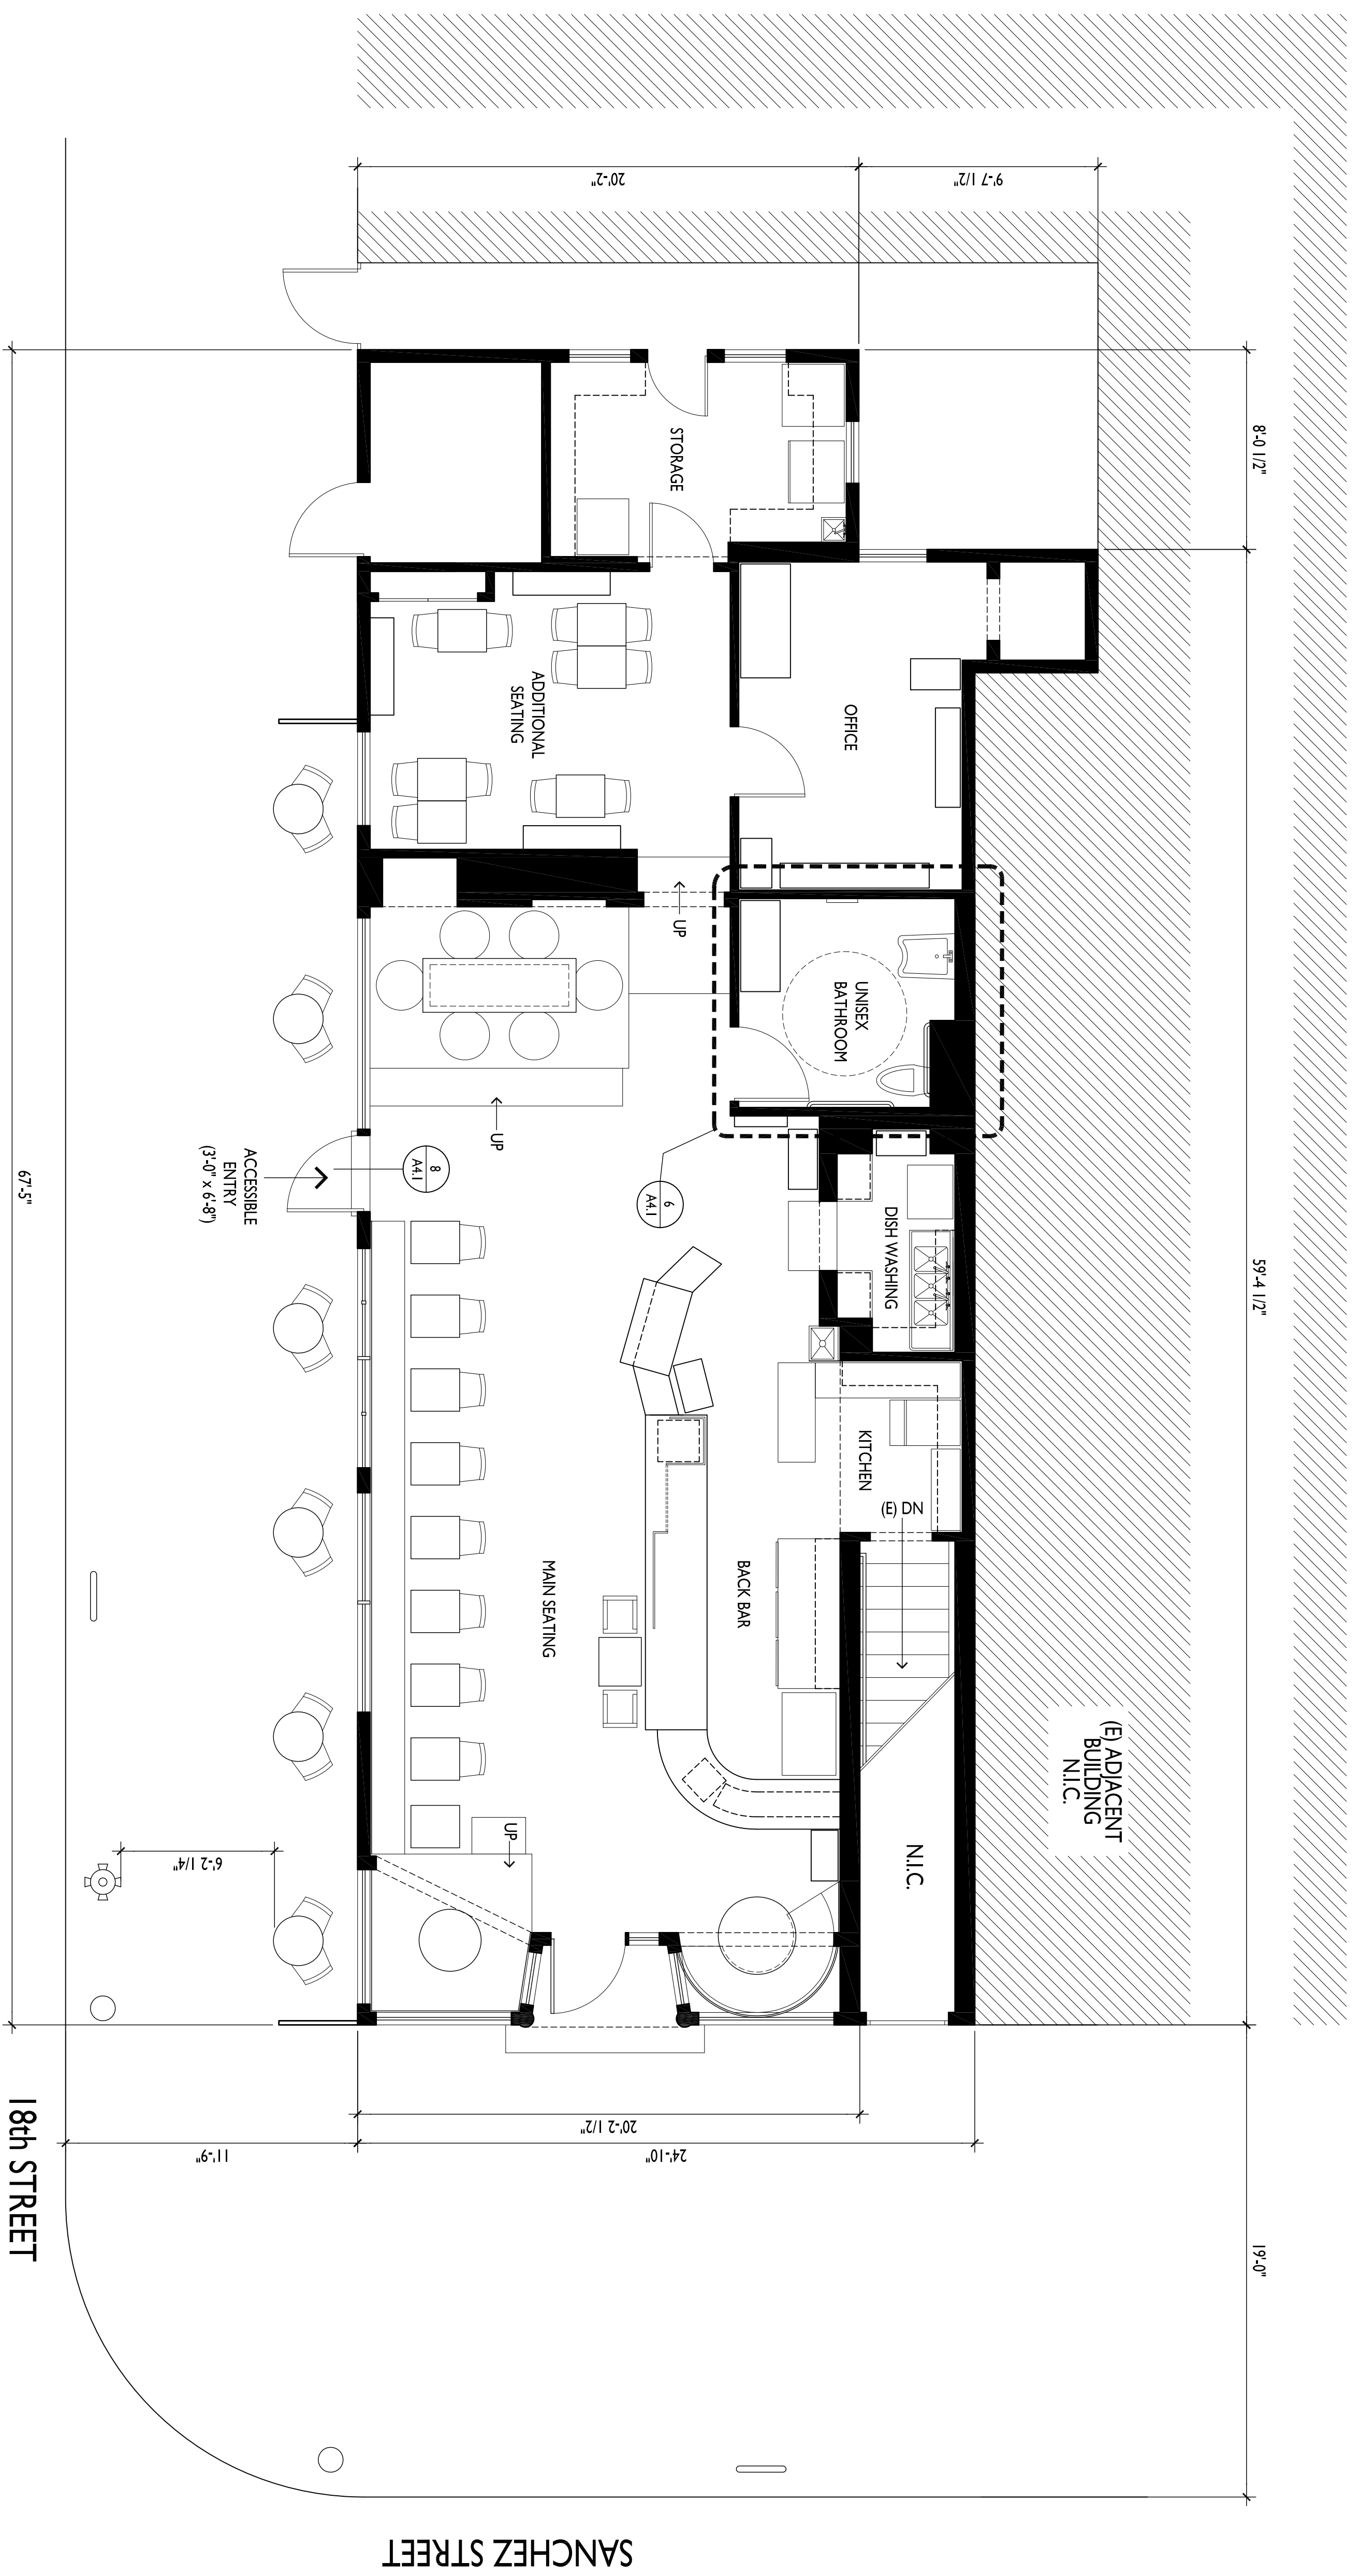 20'-2"
9'-7 1/2"
8'-0 1/2"
STORAGE
ADDITIONAL
SEATING
OFFICE
UP
UNISEX
BATHROOM
UP
8
A4.1
ACCESSIBLE
ENTRY
(3'-0" x 6'-8")
6
A4.1
DISH WASHING
67'-5"
59'-4 1/2"
KITCHEN
(E) DN
MAIN SEATING
BACK BAR
(E) ADJACENT
BUILDING
N.I.C.
UP
N.I.C.
6'-2 1/4"
20'-2 1/2"
11'-9"
24'-10"
18th STREET
19'-0"
SANCHEZ STREET